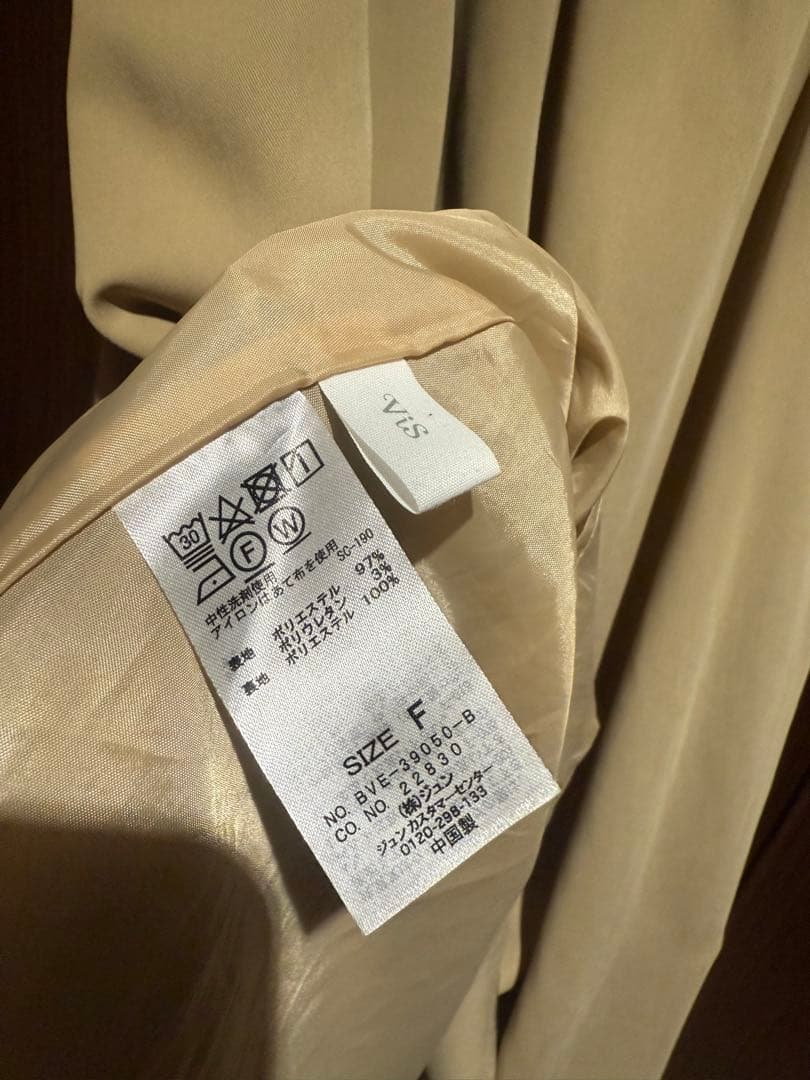 ViS
30
F W
中性洗剤使用
アイロンはあて布を使用 SC-190
表地 ポリエステル 97%
ポリウレタン 3%
裏地 ポリエステル 100%
SIZE F
NO. BVE-39050-B
CO. NO. 22830
(株)ジュン
ジュンカスタマーセンター
0120-298-133
中国製